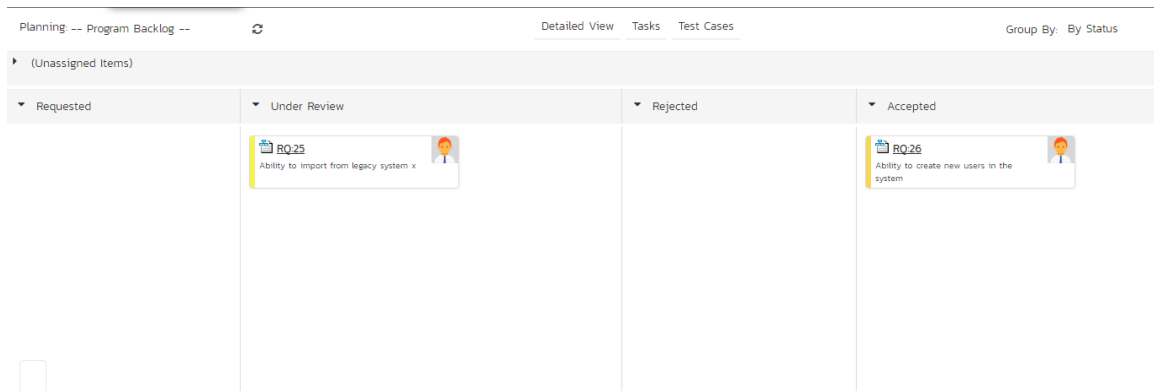 Planning: -- Program Backlog --
Detailed View Tasks Test Cases
Group By: By Status
(Unassigned Items)
Requested
Under Review
Rejected
Accepted
RQ:25
Ability to import from legacy system x
RQ:26
Ability to create new users in the
system